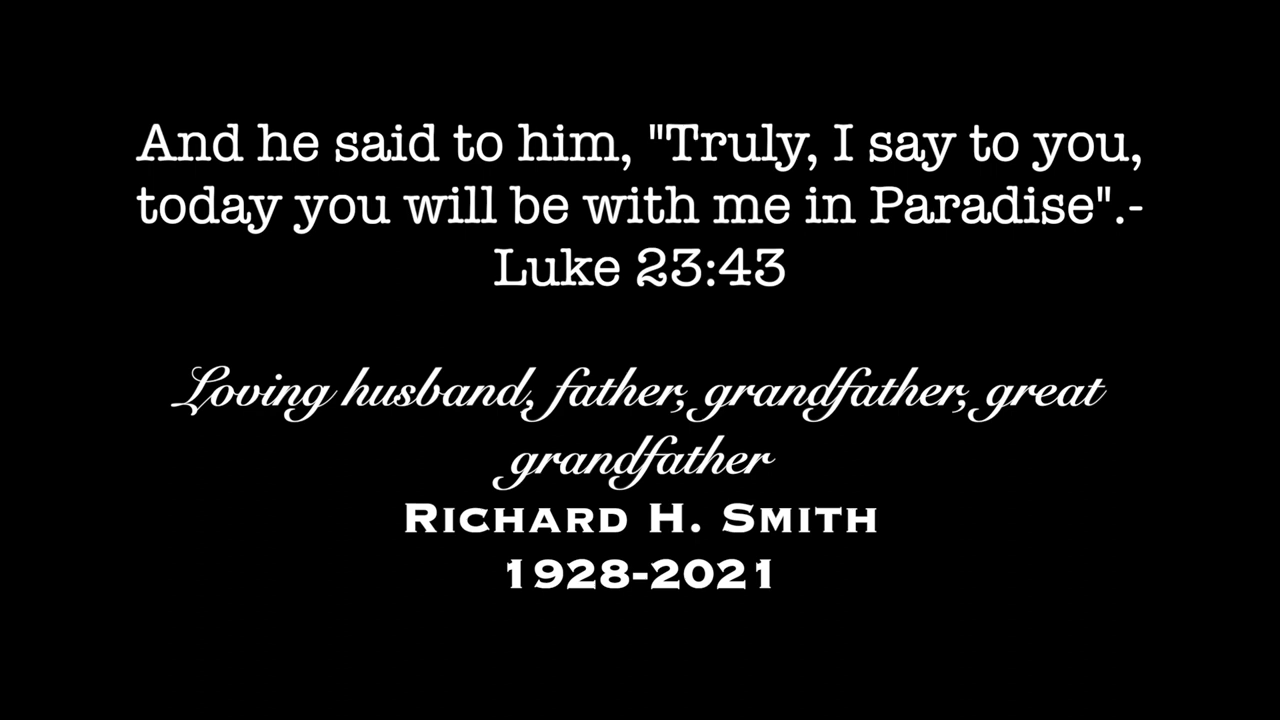 And he said to him, "Truly, I say to you,
today you will be with me in Paradise".-
Luke 23:43
Loving husband, father, grandfather, great
grandfather
Richard H. Smith
1928-2021